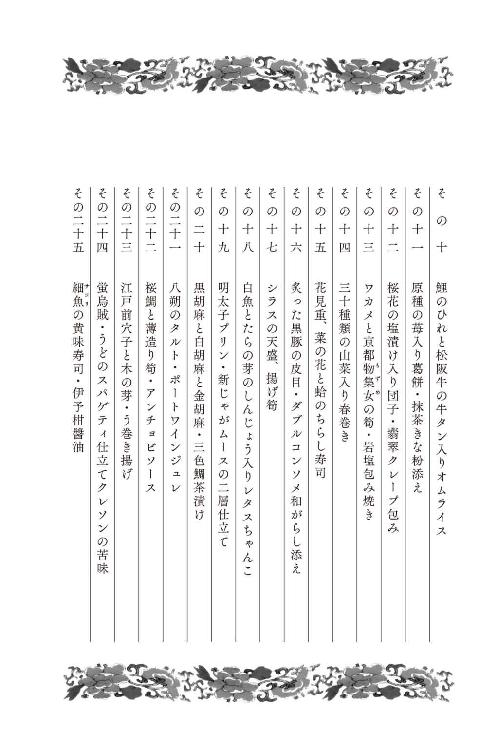 その十 鯉のひれと松阪牛の牛タン入りオムライス
その十一 原種の苺入り葛餅・抹茶きな粉添え
その十二 桜花の塩漬け入り団子・翡翠クレープ包み
その十三 ワカメと京都物集女の筍・岩塩包み焼き
その十四 三十種類の山菜入り春巻き
その十五 花見重、菜の花と蛤のちらし寿司
その十六 炙った黒豚の皮目・ダブルコンソメ和がらし添え
その十七 シラスの天盛、揚げ筍
その十八 白魚とたらの芽のしんじょう入りレタスちゃんこ
その十九 明太子プリン・新じゃがムースの二層仕立て
その二十 黒胡麻と白胡麻と金胡麻・三色鯛茶漬け
その二十一 八朔のタルト・ポートワインジュレ
その二十二 桜鯛と薄造り筍・アンチョビソース
その二十三 江戸前穴子と木の芽・う巻き揚げ
その二十四 蛍烏賊・うどのスパゲティ仕立てクレソンの苦味
その二十五 細魚の黄味寿司・伊予柑醬油